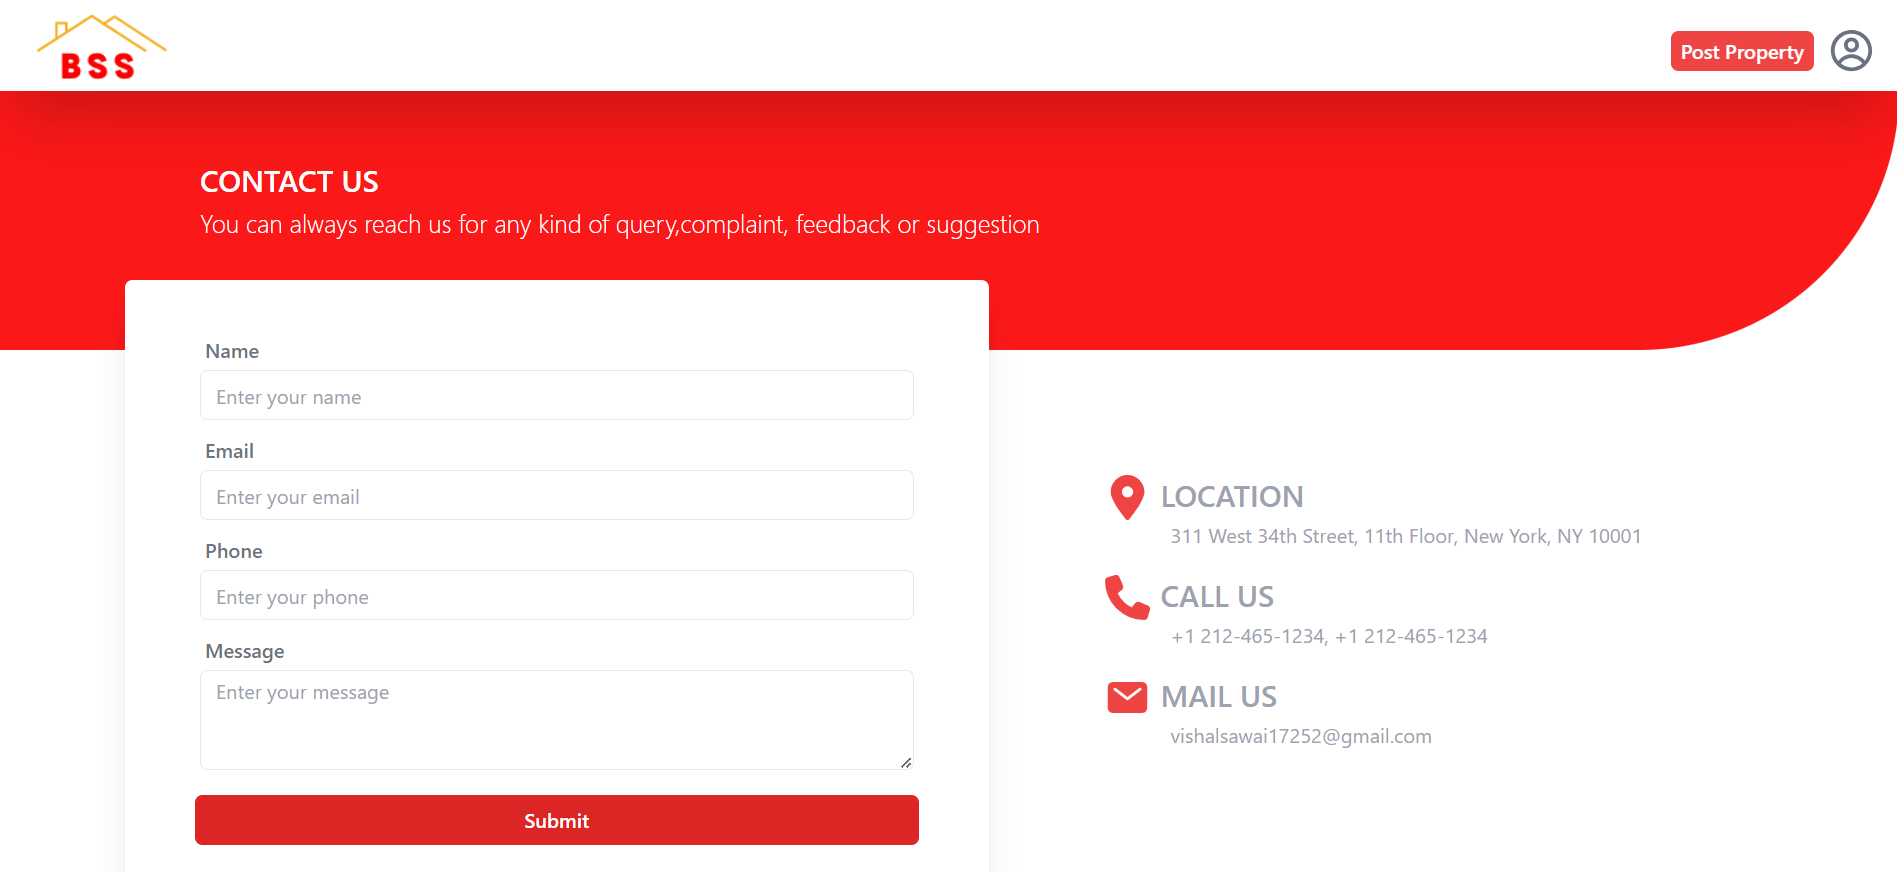 BSS
Post Property
CONTACT US
You can always reach us for any kind of query,complaint, feedback or suggestion
Name
Enter your name
Email
Enter your email
Phone
Enter your phone
Message
Enter your message
Submit
LOCATION
311 West 34th Street, 11th Floor, New York, NY 10001
CALL US
+1 212-465-1234, +1 212-465-1234
MAIL US
vishalsawai17252@gmail.com